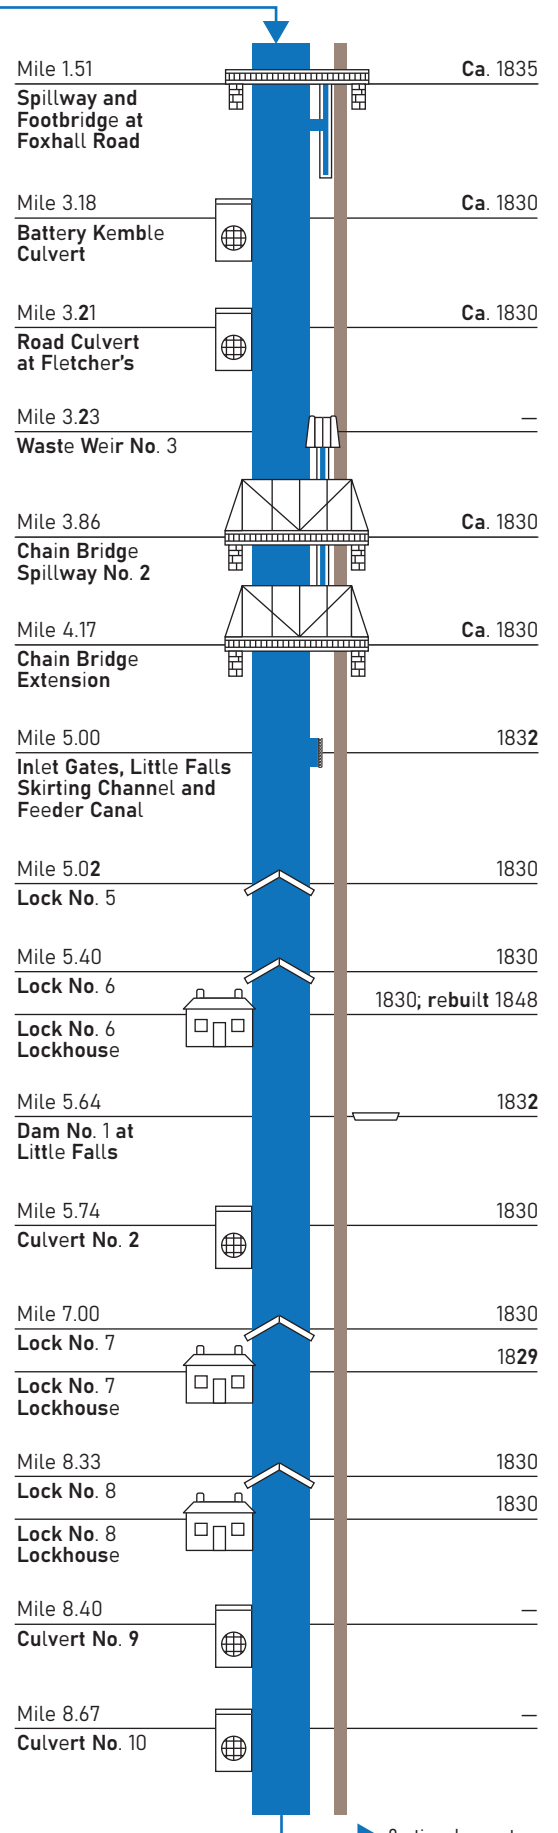 Mile 1.51 Ca. 1835
Spillway and
Footbridge at
Foxhall Road
Mile 3.18 Ca. 1830
Battery Kemble
Culvert
Mile 3.21 Ca. 1830
Road Culvert
at Fletcher's
Mile 3.23 —
Waste Weir No. 3
Mile 3.86 Ca. 1830
Chain Bridge
Spillway No. 2
Mile 4.17 Ca. 1830
Chain Bridge
Extension
Mile 5.00 1832
Inlet Gates, Little Falls
Skirting Channel and
Feeder Canal
Mile 5.02 1830
Lock No. 5
Mile 5.40 1830
Lock No. 6
1830; rebuilt 1848
Lock No. 6
Lockhouse
Mile 5.64 1832
Dam No. 1 at
Little Falls
Mile 5.74 1830
Culvert No. 2
Mile 7.00 1830
Lock No. 7
1829
Lock No. 7
Lockhouse
Mile 8.33 1830
Lock No. 8
1830
Lock No. 8
Lockhouse
Mile 8.40 —
Culvert No. 9
Mile 8.67 —
Culvert No. 10